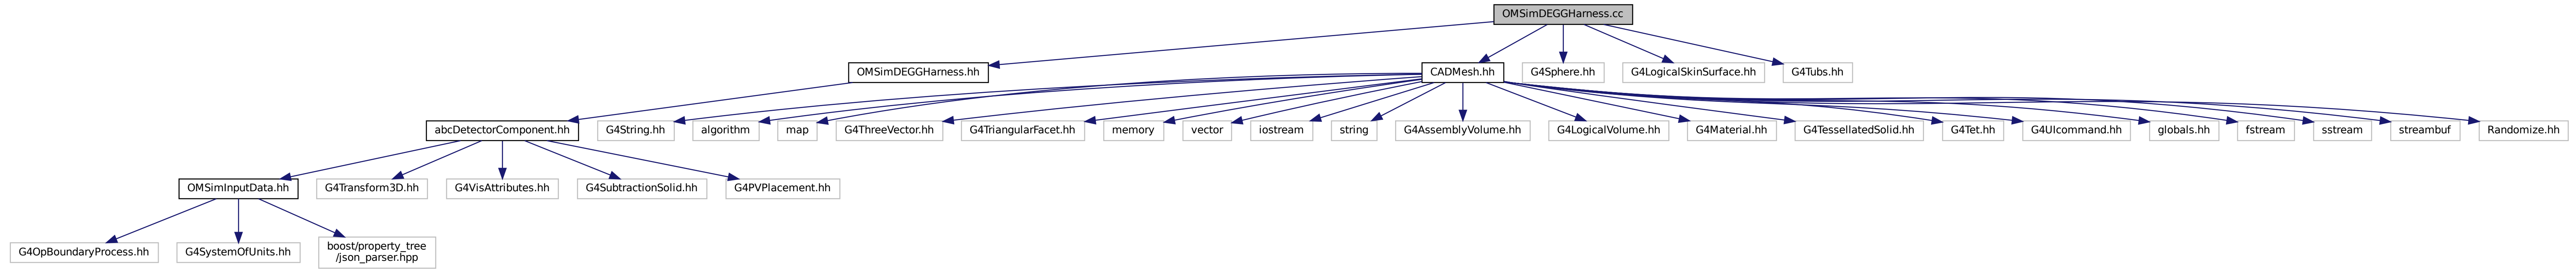 OMSimDEGGHarness.cc
OMSimDEGGHarness.hh
CADMesh.hh
G4Sphere.hh
G4LogicalSkinSurface.hh
G4Tubs.hh
abcDetectorComponent.hh
G4String.hh
algorithm
map
G4ThreeVector.hh
G4TriangularFacet.hh
memory
vector
iostream
string
G4AssemblyVolume.hh
G4LogicalVolume.hh
G4Material.hh
G4TessellatedSolid.hh
G4Tet.hh
G4UIcommand.hh
globals.hh
fstream
sstream
streambuf
Randomize.hh
OMSimInputData.hh
G4Transform3D.hh
G4VisAttributes.hh
G4SubtractionSolid.hh
G4PVPlacement.hh
G4OpBoundaryProcess.hh
G4SystemOfUnits.hh
boost/property_tree
/json_parser.hpp